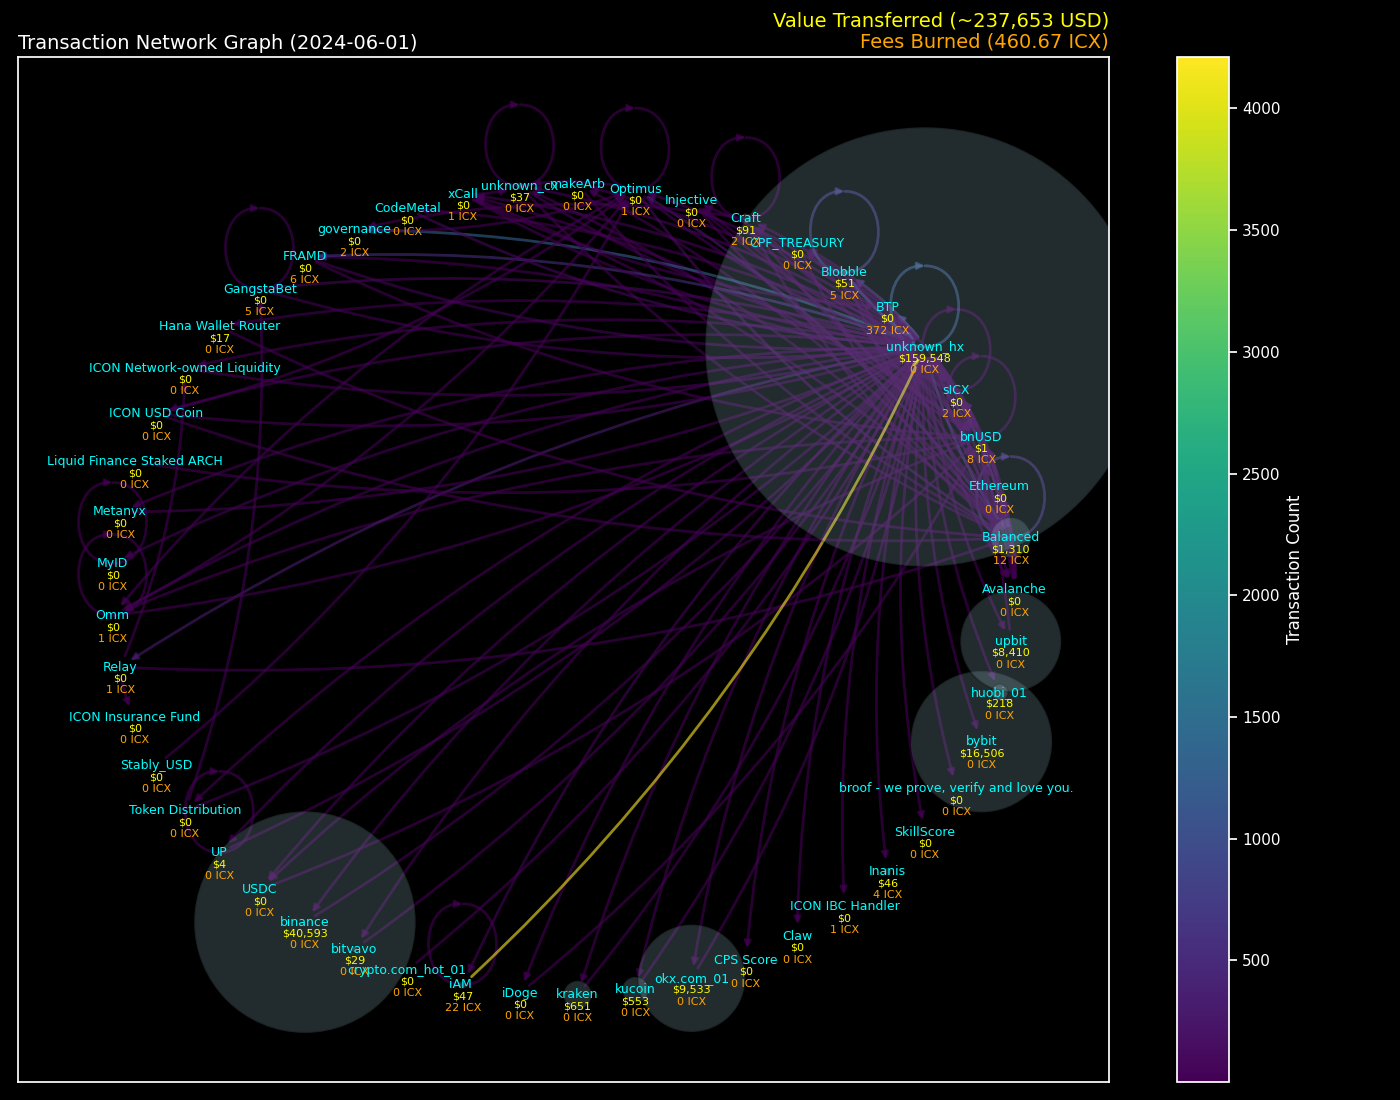 Value Transferred (~237,653 USD)
Transaction Network Graph (2024-06-01)
Fees Burned (460.67 ICX)
unknown_cx
$37
0 ICX
makeArb
$0
0 ICX
Optimus
$0
1 ICX
xCall
$0
1 ICX
Injective
$0
0 ICX
CodeMetal
$0
0 ICX
Craft
$91
2 ICX
governance
$0
2 ICX
CPF_TREASURY
$0
0 ICX
FRAMD
$0
6 ICX
Blobble
$51
5 ICX
GangstaBet
$0
5 ICX
BTP
$0
372 ICX
Hana Wallet Router
$17
0 ICX
unknown_hx
$159,548
0 ICX
ICON Network-owned Liquidity
$0
0 ICX
sICX
$0
2 ICX
ICON USD Coin
$0
0 ICX
bnUSD
$1
8 ICX
Liquid Finance Staked ARCH
$0
0 ICX
Ethereum
$0
0 ICX
Metanyx
$0
0 ICX
Balanced
$1,310
12 ICX
MyID
$0
0 ICX
Avalanche
$0
0 ICX
Omm
$0
1 ICX
upbit
$8,410
0 ICX
Relay
$0
1 ICX
huobi_01
$218
0 ICX
ICON Insurance Fund
$0
0 ICX
bybit
$16,506
0 ICX
Stably_USD
$0
0 ICX
broof - we prove, verify and love you.
$0
0 ICX
Token Distribution
$0
0 ICX
SkillScore
$0
0 ICX
UP
$4
0 ICX
Inanis
$46
4 ICX
USDC
$0
0 ICX
ICON IBC Handler
$0
1 ICX
binance
$40,593
0 ICX
Claw
$0
0 ICX
bitvavo
$29
0 ICX
CPS Score
$0
0 ICX
crypto.com_hot_01
$0
0 ICX
okx.com_01
$9,533
0 ICX
iAM
$47
22 ICX
kucoin
$553
0 ICX
iDoge
$0
0 ICX
kraken
$651
0 ICX
4000
3500
3000
2500
2000
1500
1000
500
Transaction Count